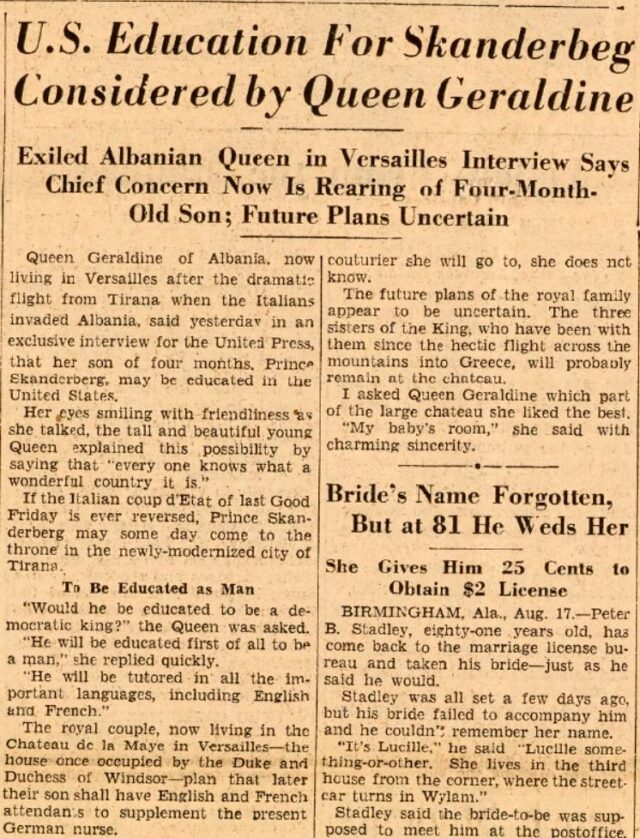 U.S. Education For Skanderbeg
Considered by Queen Geraldine
Exiled Albanian Queen in Versailles Interview Says
Chief Concern Now Is Rearing of Four-Month-
Old Son; Future Plans Uncertain
Queen Geraldine of Albania, now
living in Versailles after the dramatic
flight from Tirana when the Italians
invaded Albania, said yesterday in an
exclusive interview for the United Press,
that her son of four months, Prince
Skanderberg, may be educated in the
United States.
Her eyes smiling with friendliness as
she talked, the tall and beautiful young
Queen explained this possibility by
saying that "every one knows what a
wonderful country it is."
If the Italian coup d'Etat of last Good
Friday is ever reversed, Prince Skan-
derberg may some day come to the
throne in the newly-modernized city of
Tirana.
To Be Educated as Man
"Would he be educated to be a de-
mocratic king?" the Queen was asked.
"He will be educated first of all to be
a man," she replied quickly.
"He will be tutored in all the im-
portant languages, including English
and French."
The royal couple, now living in the
Chateau de la Maye in Versailles—the
house once occupied by the Duke and
Duchess of Windsor—plan that later
their son shall have English and French
attendants to supplement the present
German nurse.
couturier she will go to, she does not
know.
The future plans of the royal family
appear to be uncertain. The three
sisters of the King, who have been with
them since the hectic flight across the
mountains into Greece, will probably
remain at the chateau.
I asked Queen Geraldine which part
of the large chateau she liked the best.
"My baby's room," she said with
charming sincerity.
Bride's Name Forgotten,
But at 81 He Weds Her
She Gives Him 25 Cents to
Obtain $2 License
BIRMINGHAM, Ala., Aug. 17.—Peter
B. Stadley, eighty-one years old, has
come back to the marriage license bu-
reau and taken his bride—just as he
said he would.
Stadley was all set a few days ago,
but his bride failed to accompany him
and he couldn't remember her name.
"It's Lucille," he said "Lucille some-
thing-or-other. She lives in the third
house from the corner, where the street-
car turns in Wylam."
Stadley said the bride-to-be was sup-
posed to meet him at the postoffice,